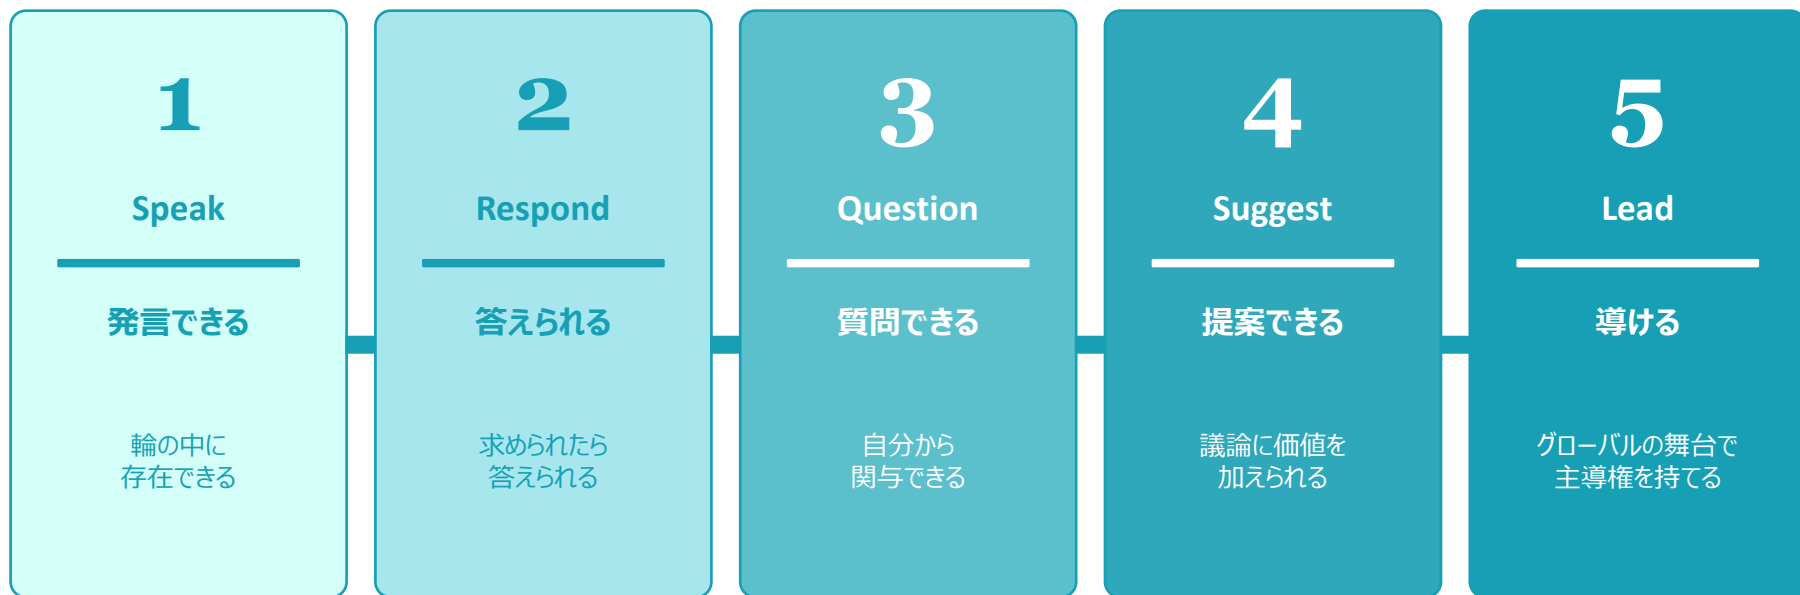 1
Speak
発言できる
輪の中に
存在できる
2
Respond
答えられる
求められたら
答えられる
3
Question
質問できる
自分から
関与できる
4
Suggest
提案できる
議論に価値を
加えられる
5
Lead
導ける
グローバルの舞台で
主導権を持てる